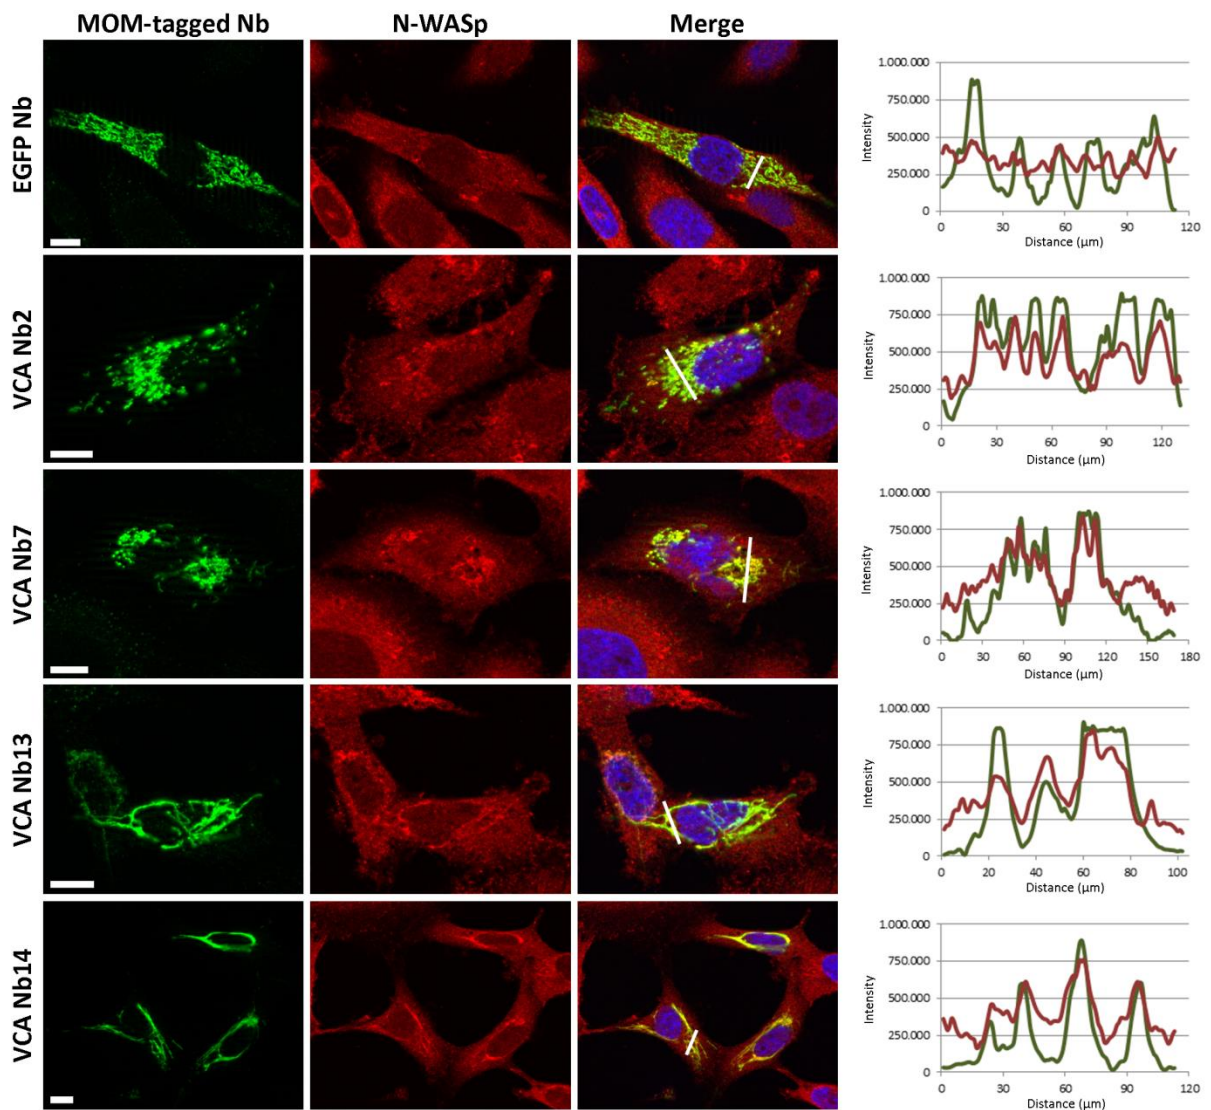 MOM-tagged Nb N-WASp Merge
EGFP Nb
1.000.000
750.000
500.000
250.000
0
Intensity
0 30 60 90 120
Distance (µm)
VCA Nb2
1.000.000
750.000
500.000
250.000
0
Intensity
0 30 60 90 120
Distance (µm)
VCA Nb7
1.000.000
750.000
500.000
250.000
0
Intensity
0 30 60 90 120 150 180
Distance (µm)
VCA Nb13
1.000.000
750.000
500.000
250.000
0
Intensity
0 20 40 60 80 100
Distance (µm)
VCA Nb14
1.000.000
750.000
500.000
250.000
0
Intensity
0 30 60 90 120
Distance (µm)